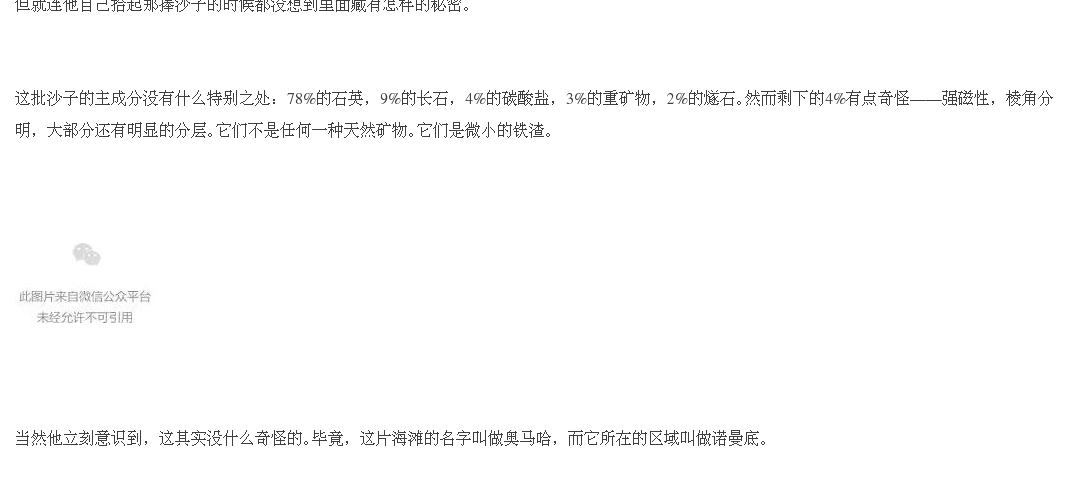 但就连他自己拾起那捧沙子的时候都没想到里面藏有怎样的秘密。
这批沙子的主成分没有什么特别之处：78%的石英，9%的长石，4%的碳酸盐，3%的重矿物，2%的燧石。然而剩下的4%有点奇怪——强磁性，棱角分
明，大部分还有明显的分层。它们不是任何一种天然矿物。它们是微小的铁渣。
此图片来自微信公众平台
未经允许不可引用
当然他立刻意识到，这其实没什么奇怪的。毕竟，这片海滩的名字叫做奥马哈，而它所在的区域叫做诺曼底。